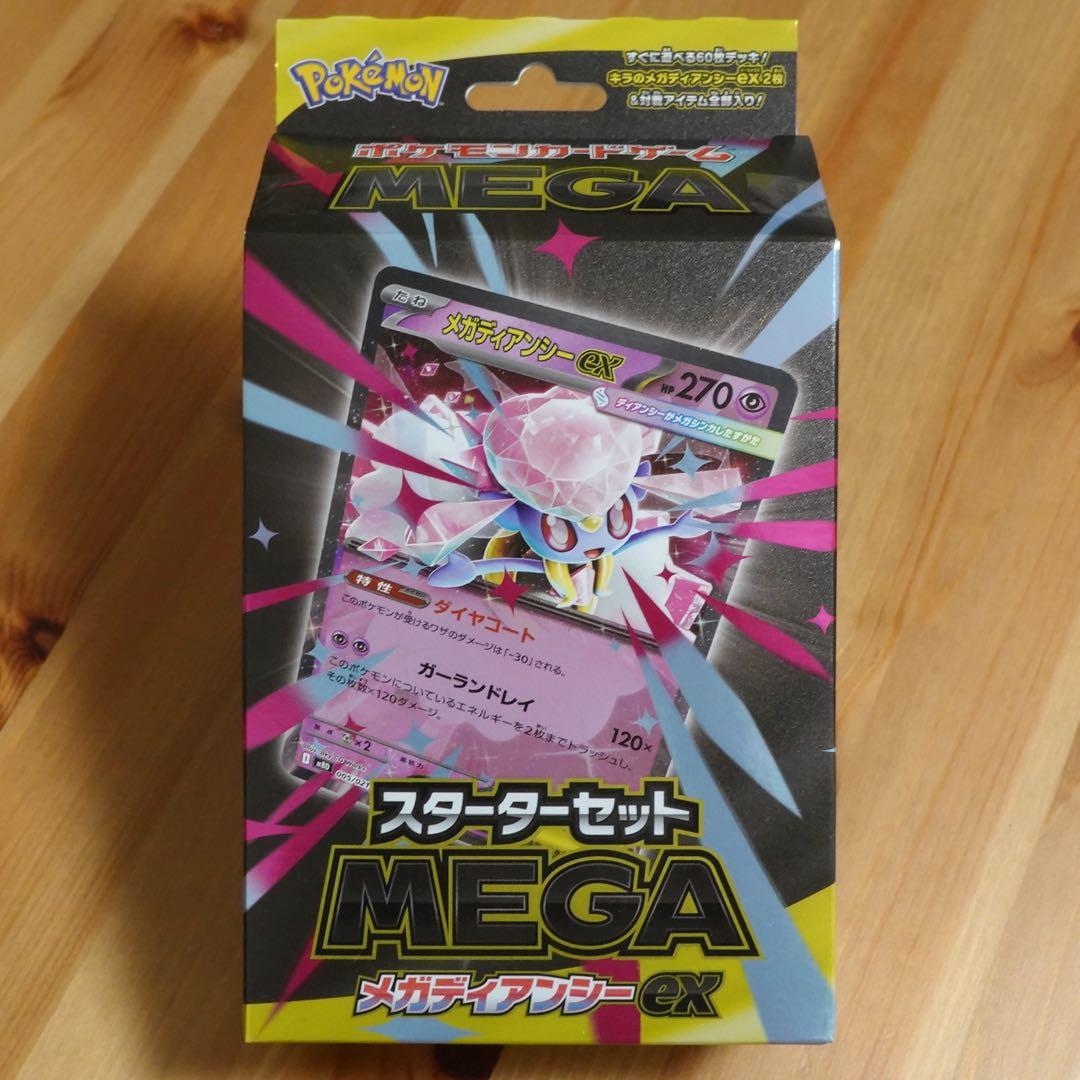 Pokémon
すぐに遊べる60枚デッキ!
キラのメガディアンシーex 2枚
&対戦アイテム全部入り!
ポケモンカードゲーム
MEGA
たね
メガディアンシーex
HP 270
ディアンシーがメガシンカしたすがた
特性
ダイヤコート
このポケモンが受けるワザのダメージは「-30」される。
ガーランドレイ
120×
このポケモンについているエネルギーを2枚までトラッシュし、
その枚数×120ダメージ。
弱点
×2
抵抗力
005/021
スターターセット
MEGA
メガディアンシーex